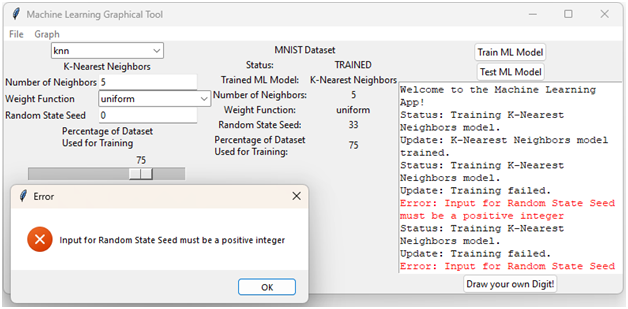 Machine Learning Graphical Tool
File Graph
knn
K-Nearest Neighbors
Number of Neighbors 5
Weight Function uniform
Random State Seed 0
Percentage of Dataset
Used for Training
75
MNIST Dataset
Status: TRAINED
Trained ML Model: K-Nearest Neighbors
Number of Neighbors: 5
Weight Function: uniform
Random State Seed: 33
Percentage of Dataset
Used for Training: 75
Train ML Model
Test ML Model
Welcome to the Machine Learning
App!
Status: Training K-Nearest
Neighbors model.
Update: K-Nearest Neighbors model
trained.
Status: Training K-Nearest
Neighbors model.
Update: Training failed.
Error: Input for Random State Seed
must be a positive integer
Status: Training K-Nearest
Neighbors model.
Update: Training failed.
Error: Input for Random State Seed
Draw your own Digit!
Error
Input for Random State Seed must be a positive integer
OK